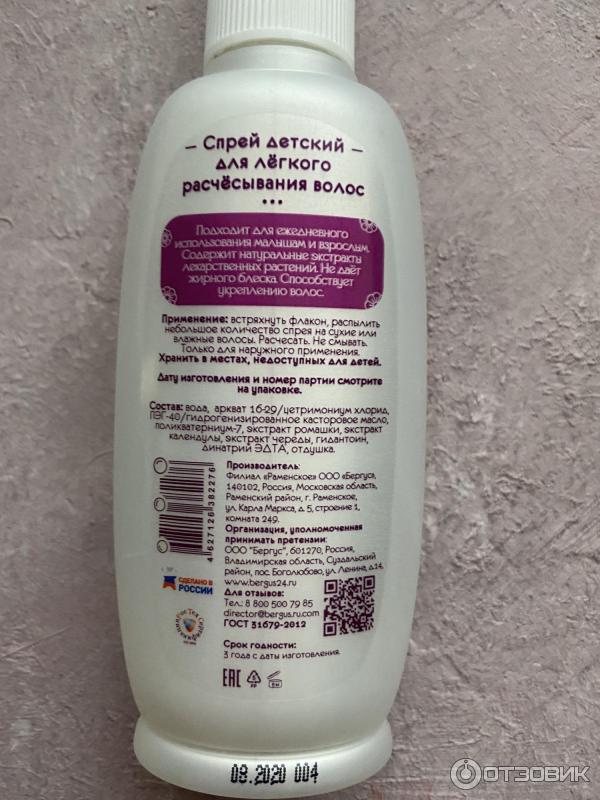 — Спрей детский —
для лёгкого
расчёсывания волос
Подходит для ежедневного
использования малышам и взрослым.
Содержит натуральные экстракты
лекарственных растений. Не даёт
жирного блеска. Способствует
укреплению волос.
Применение: встряхнуть флакон, распылить
небольшое количество спрея на сухие или
влажные волосы. Расчесать. Не смывать.
Только для наружного применения.
Хранить в местах, недоступных для детей.
Дату изготовления и номер партии смотрите
на упаковке.
Состав: вода, аркват 16-29/цетримониум хлорид,
ПЭГ-40/гидрогенизированное касторовое масло,
поликватерниум-7, экстракт ромашки, экстракт
календулы, экстракт череды, гидантоин,
динатрий ЭДТА, отдушка.
Производитель:
Филиал «Раменское» ООО «Бергус»,
140102, Россия, Московская область,
Раменский район, г. Раменское,
ул. Карла Маркса, д. 5, строение 1,
комната 249.
Организация, уполномоченная
принимать претензии:
ООО "Бергус", 601270, Россия,
Владимирская область, Суздальский
район, пос. Боголюбово, ул. Ленина, д.14.
www.bergus24.ru
Для отзывов:
Тел.: 8 800 500 79 85
director@bergus.ru.com
ГОСТ 31679-2012
Срок годности:
3 года с даты изготовления.
4 627126 382276
СДЕЛАНО В
РОССИИ
ЕАС
5
PP
08.2020 004
ОТЗОВИК